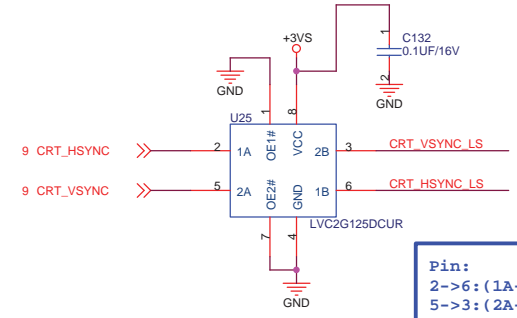 +3VS
C132
0.1UF/16V
1
2
GND
GND
U25
1
8
OE1#
VCC
9 CRT_HSYNC
2
1A
2B
3
CRT_VSYNC_LS
9 CRT_VSYNC
5
2A
1B
6
CRT_HSYNC_LS
OE2#
GND
LVC2G125DCUR
7
4
GND
Pin:
2->6:(1A-
5->3:(2A-